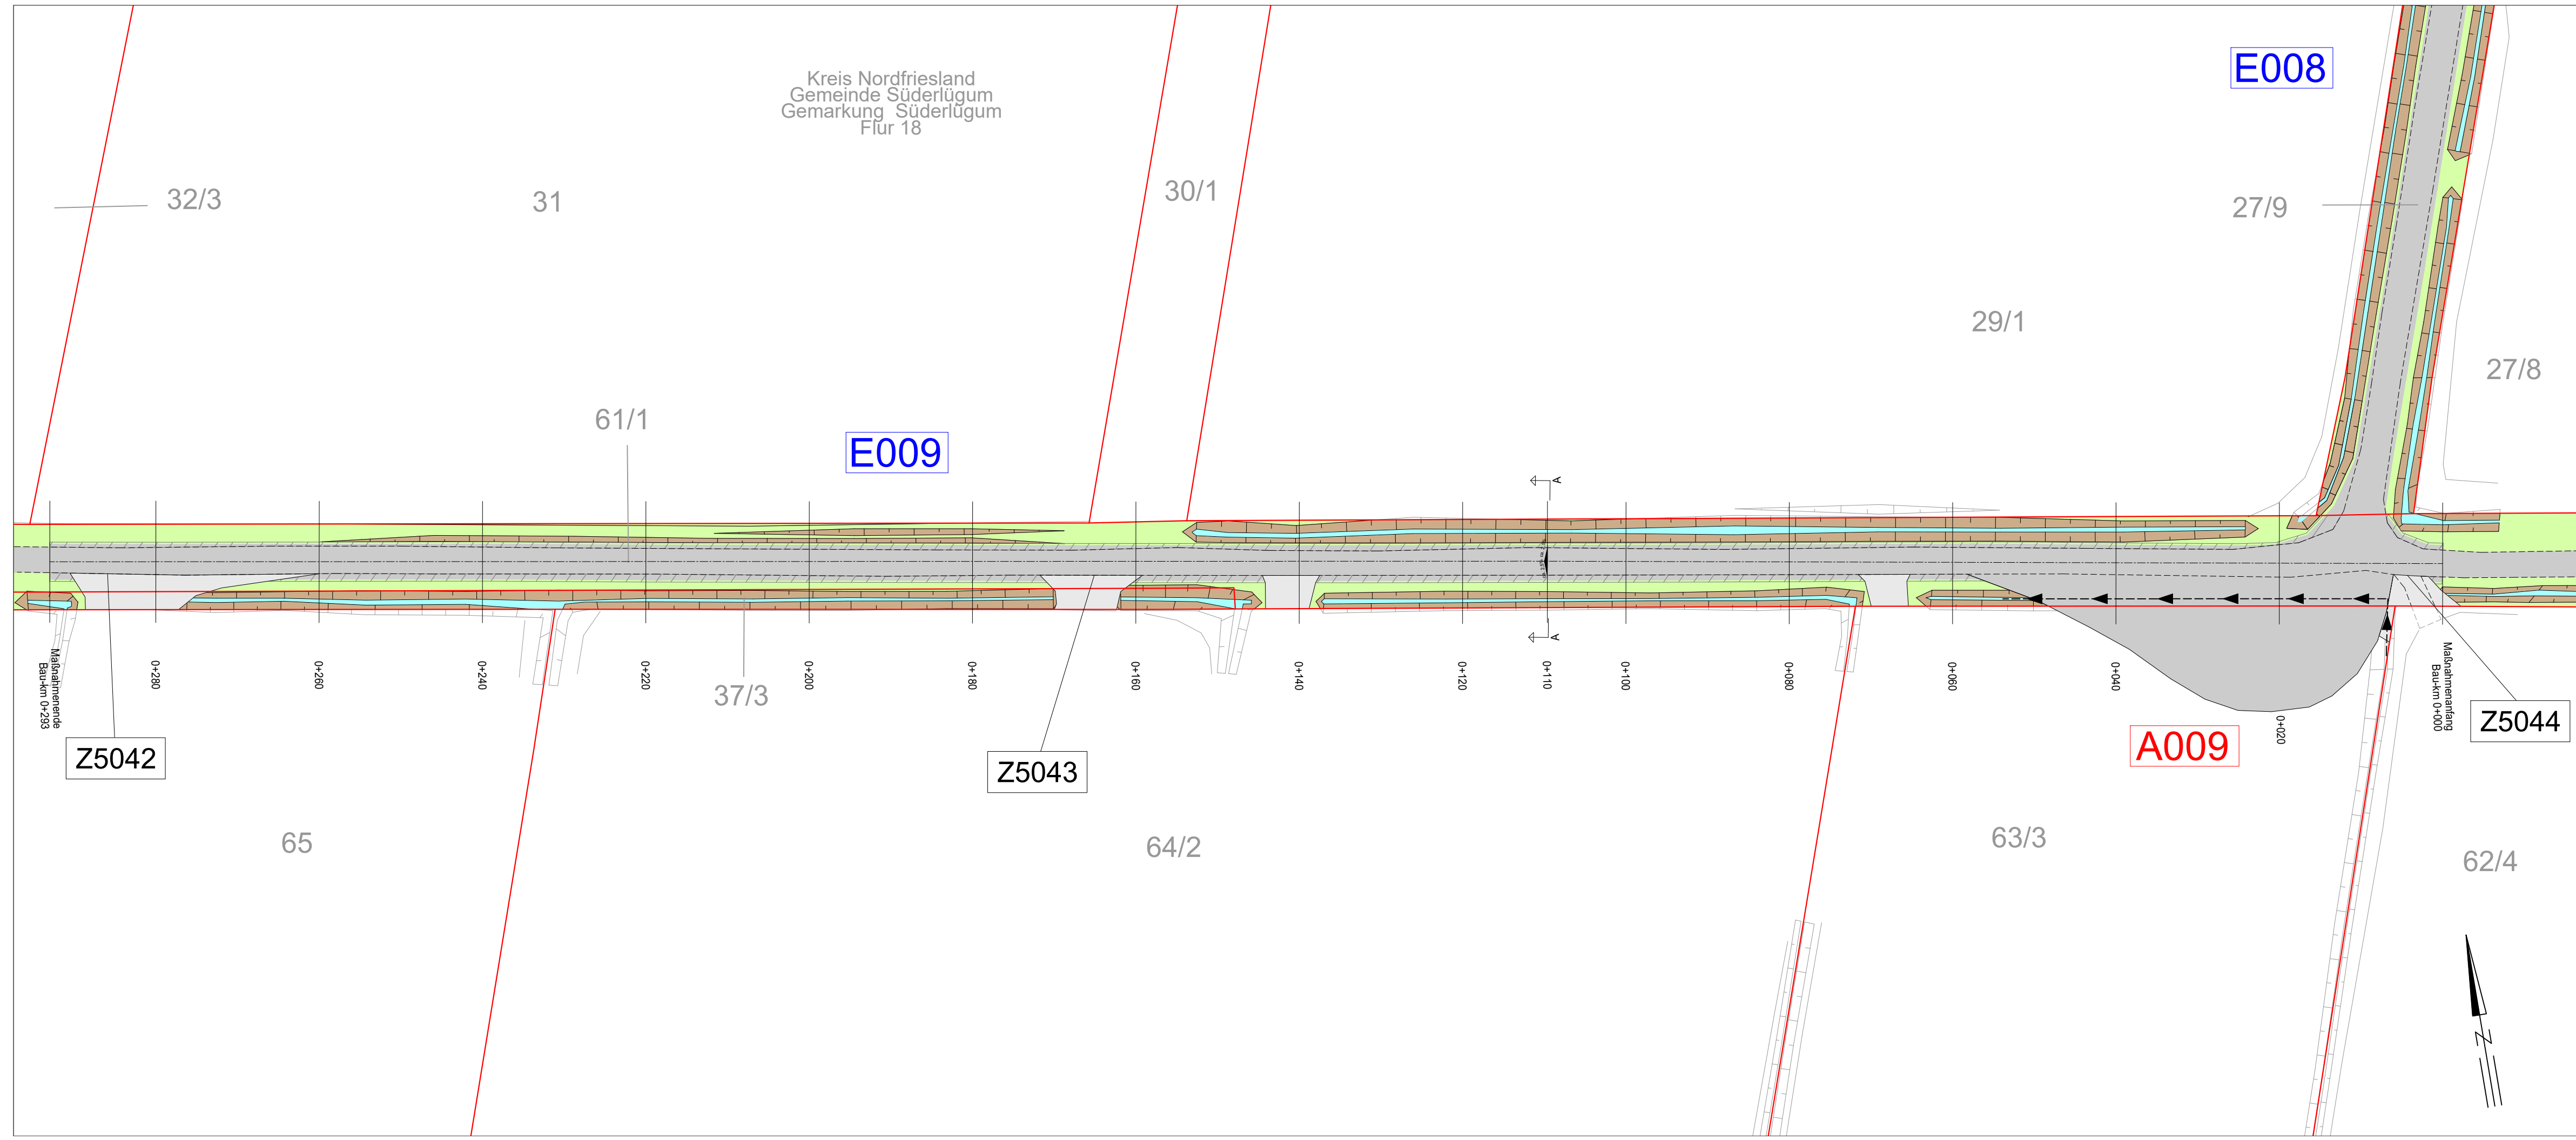 Kreis Nordfriesland
Gemeinde Süderlügum
Gemarkung Süderlügum
Flur 18
E008
32/3
31
30/1
27/9
29/1
27/8
61/1
E009
A
A
Maßnahmenende
Bau-km 0+293
0+280
0+260
0+240
0+220
0+200
0+180
0+160
0+140
0+120
0+110
0+100
0+080
0+060
0+040
0+020
Maßnahmenanfang
Bau-km 0+000
37/3
Z5042
Z5043
A009
Z5044
65
64/2
63/3
62/4
N